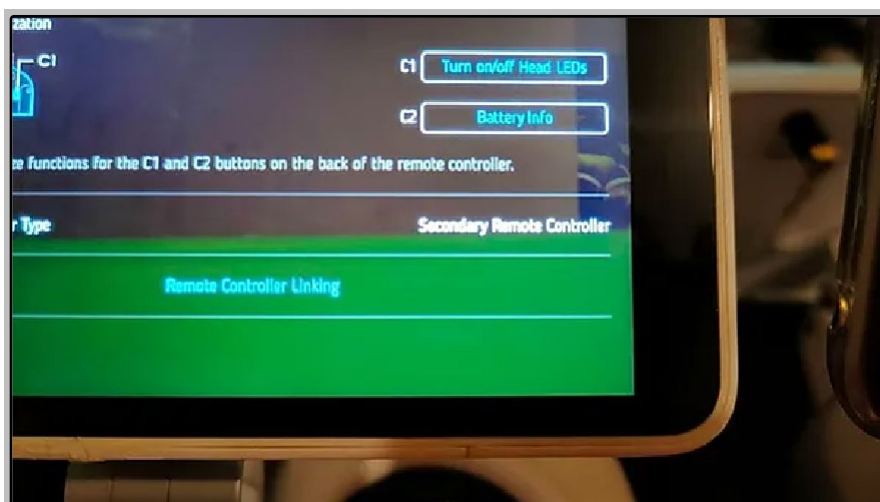 zation
C1
C1 Turn on/off Head LEDs
C2 Battery Info
ze functions for the C1 and C2 buttons on the back of the remote controller.
r Type Secondary Remote Controller
Remote Controller Linking